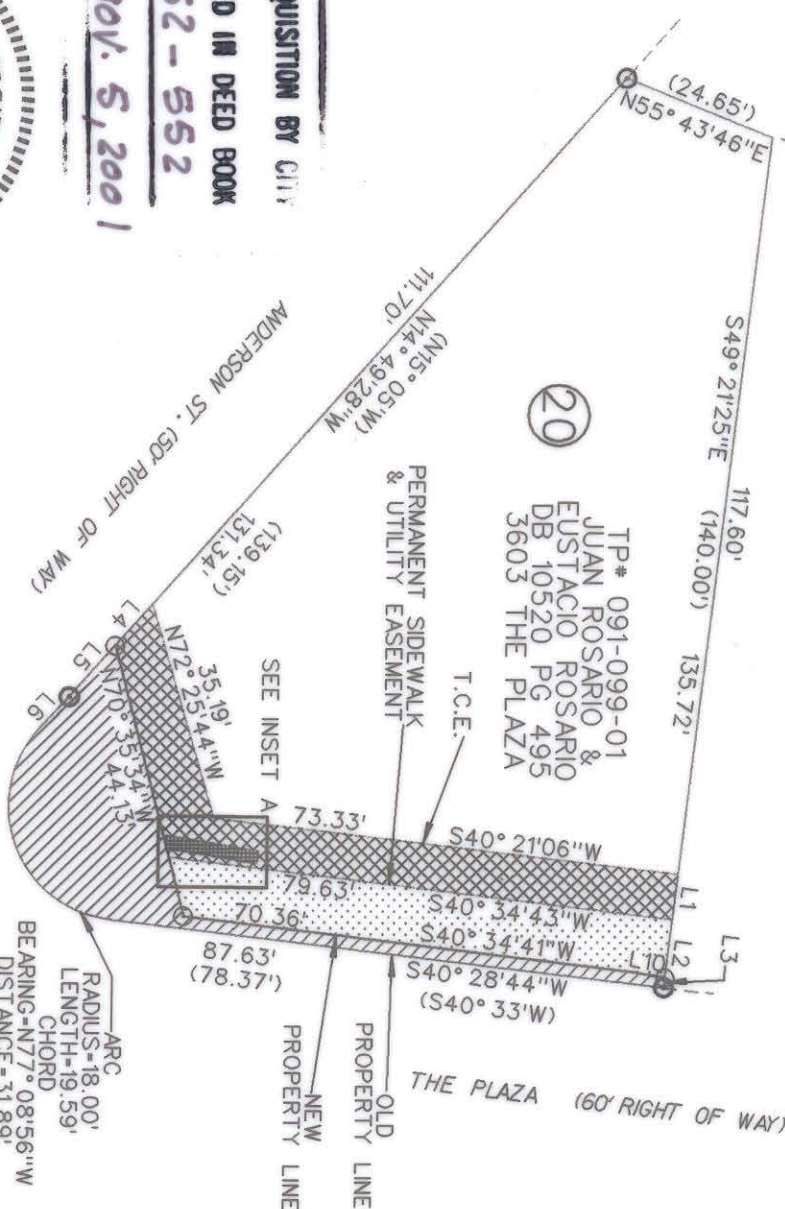 QUISITION BY CITY
D IN DEED BOOK
52 - 552
OV. 5, 2001
(24.65')
N55° 43'46"E
S49° 21'25"E
117.60'
(140.00')
135.72'
111.70'
(N15° 05'W)
N14° 49'28"W
(139.15')
131.34'
ANDERSON ST. (50' RIGHT OF WAY)
20
TP# 091-099-01
JUAN ROSARIO &
EUSTACIO ROSARIO
DB 10520 PG 495
3603 THE PLAZA
T.C.E.
PERMANENT SIDEWALK
& UTILITY EASEMENT
SEE INSET A
L4
L5
L6
35.19'
N72° 25'44"W
N70° 35'34"W
44.13'
73.33'
S40° 21'06"W
79.63'
S40° 34'43"W
70.36'
S40° 34'41"W
87.63'
S40° 28'44"W
(78.37')
(S40° 33'W)
L1
L2
L10
L3
OLD
PROPERTY LINE
NEW
PROPERTY LINE
THE PLAZA (60' RIGHT OF WAY)
ARC
RADIUS=18.00'
LENGTH=19.59'
CHORD
BEARING=N77° 08'56"W
DISTANCE=31.89'